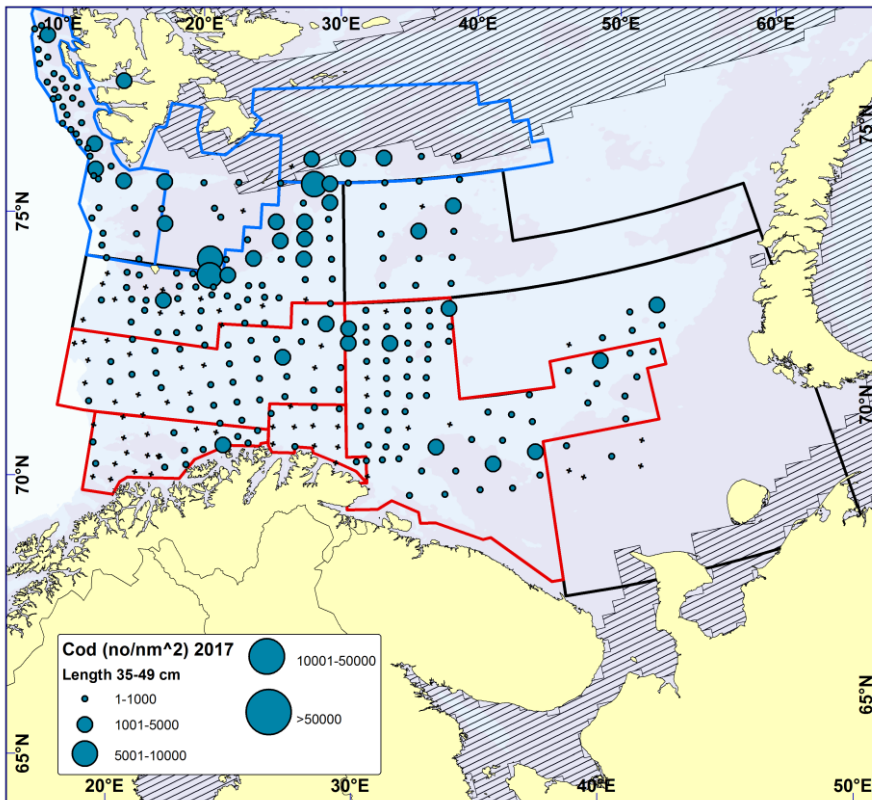 10°E 20°E 30°E 40°E 50°E 60°E
75°N 75°N
70°N 70°N
65°N 65°N
Cod (no/nm^2) 2017
Length 35-49 cm
1-1000
1001-5000
5001-10000
10001-50000
>50000
20°E 30°E 40°E 50°E